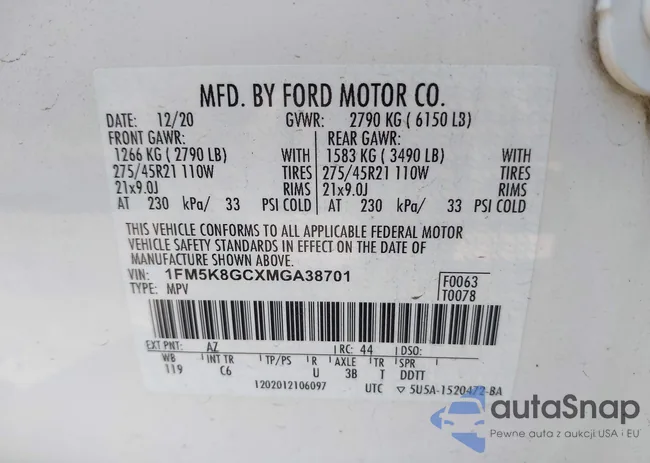 MFD. BY FORD MOTOR CO.
DATE: 12/20 GVWR: 2790 KG ( 6150 LB)
FRONT GAWR: REAR GAWR:
1266 KG ( 2790 LB) WITH 1583 KG ( 3490 LB) WITH
275/45R21 110W TIRES 275/45R21 110W TIRES
21x9.0J RIMS 21x9.0J RIMS
AT 230 kPa/ 33 PSI COLD AT 230 kPa/ 33 PSI COLD
THIS VEHICLE CONFORMS TO ALL APPLICABLE FEDERAL MOTOR
VEHICLE SAFETY STANDARDS IN EFFECT ON THE DATE OF
MANUFACTURE SHOWN ABOVE.
VIN: 1FM5K8GCXMGA38701 F0063
TYPE: MPV T0078
EXT PNT: AZ RC: 44 DSO:
WB INT TR TP/PS R AXLE TR SPR
119 C6 U 3B T DDTT
1202012106097 UTC 5U5A-1520472-BA
autaSnap
Pewne auta z aukcji USA i EU